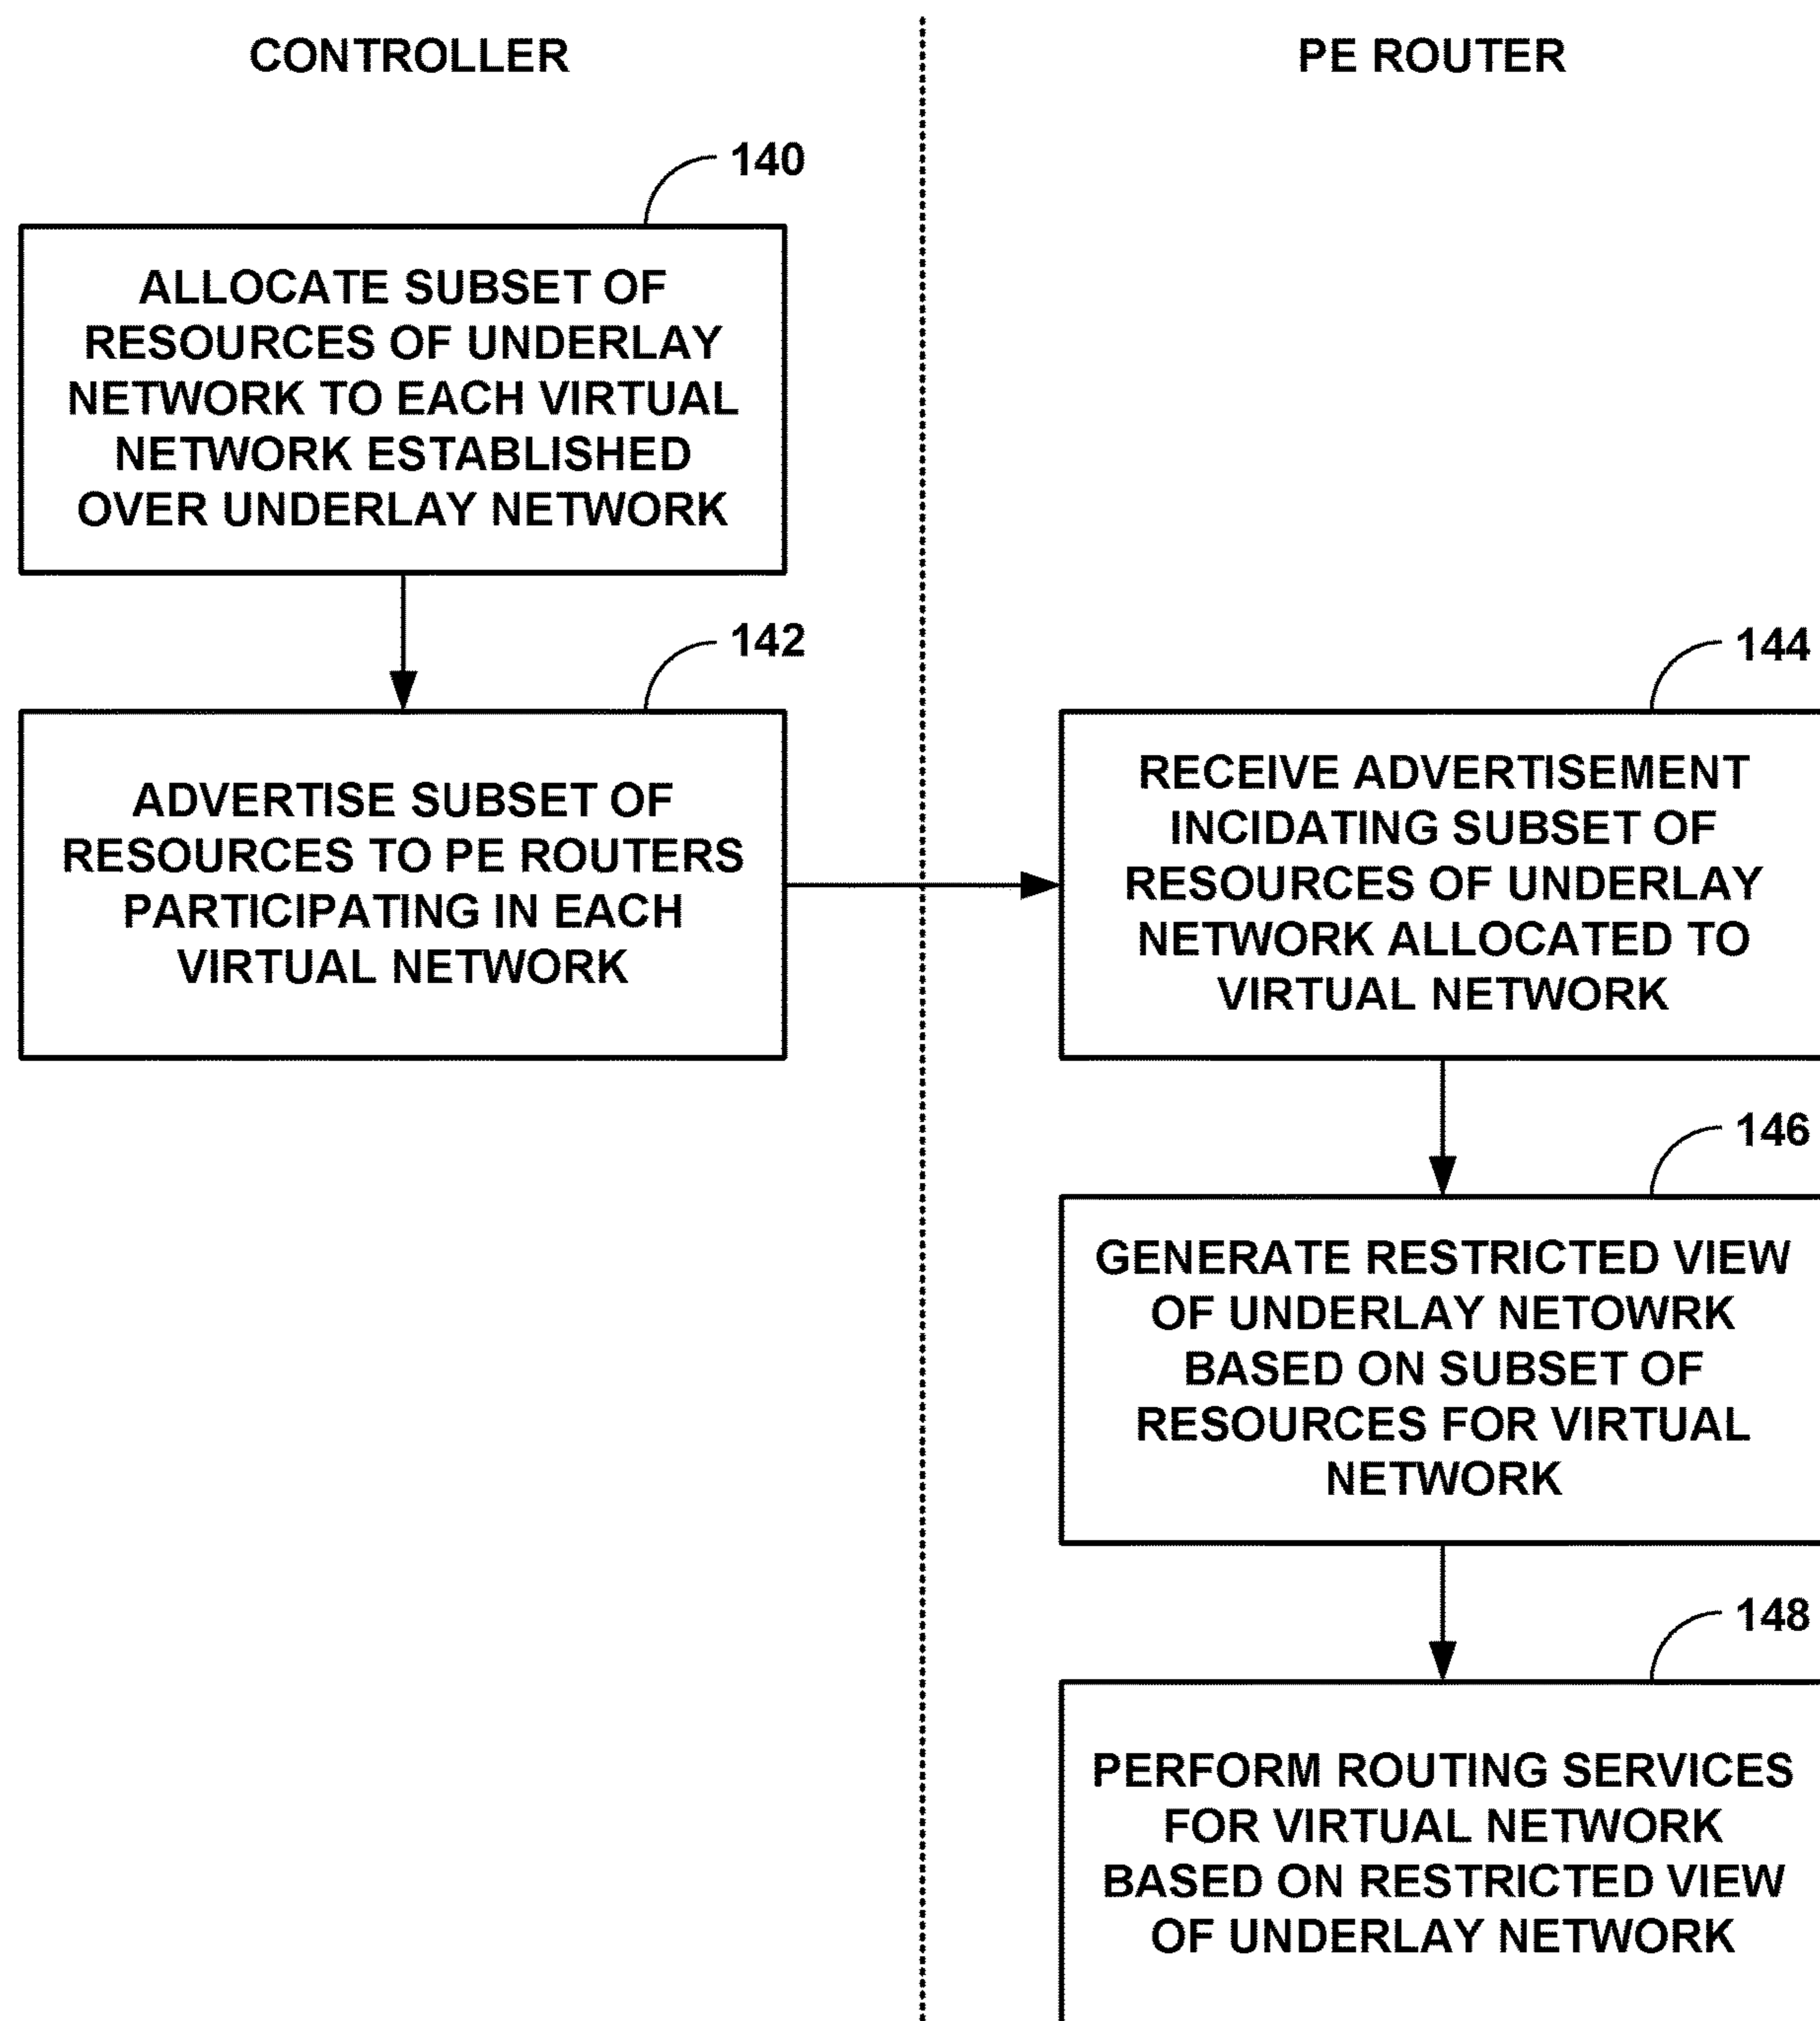 CONTROLLER
PE ROUTER
140
ALLOCATE SUBSET OF
RESOURCES OF UNDERLAY
NETWORK TO EACH VIRTUAL
NETWORK ESTABLISHED
OVER UNDERLAY NETWORK
142
ADVERTISE SUBSET OF
RESOURCES TO PE ROUTERS
PARTICIPATING IN EACH
VIRTUAL NETWORK
144
RECEIVE ADVERTISEMENT
INCIDATING SUBSET OF
RESOURCES OF UNDERLAY
NETWORK ALLOCATED TO
VIRTUAL NETWORK
146
GENERATE RESTRICTED VIEW
OF UNDERLAY NETOWRK
BASED ON SUBSET OF
RESOURCES FOR VIRTUAL
NETWORK
148
PERFORM ROUTING SERVICES
FOR VIRTUAL NETWORK
BASED ON RESTRICTED VIEW
OF UNDERLAY NETWORK